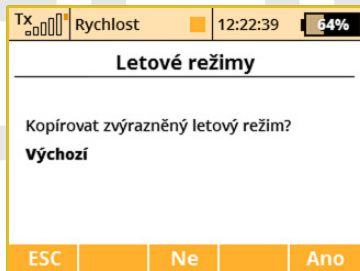 Tx Rychlost 12:22:39 64%
Letové režimy
Kopírovat zvýrazněný letový režim?
Výchozí
ESC Ne Ano